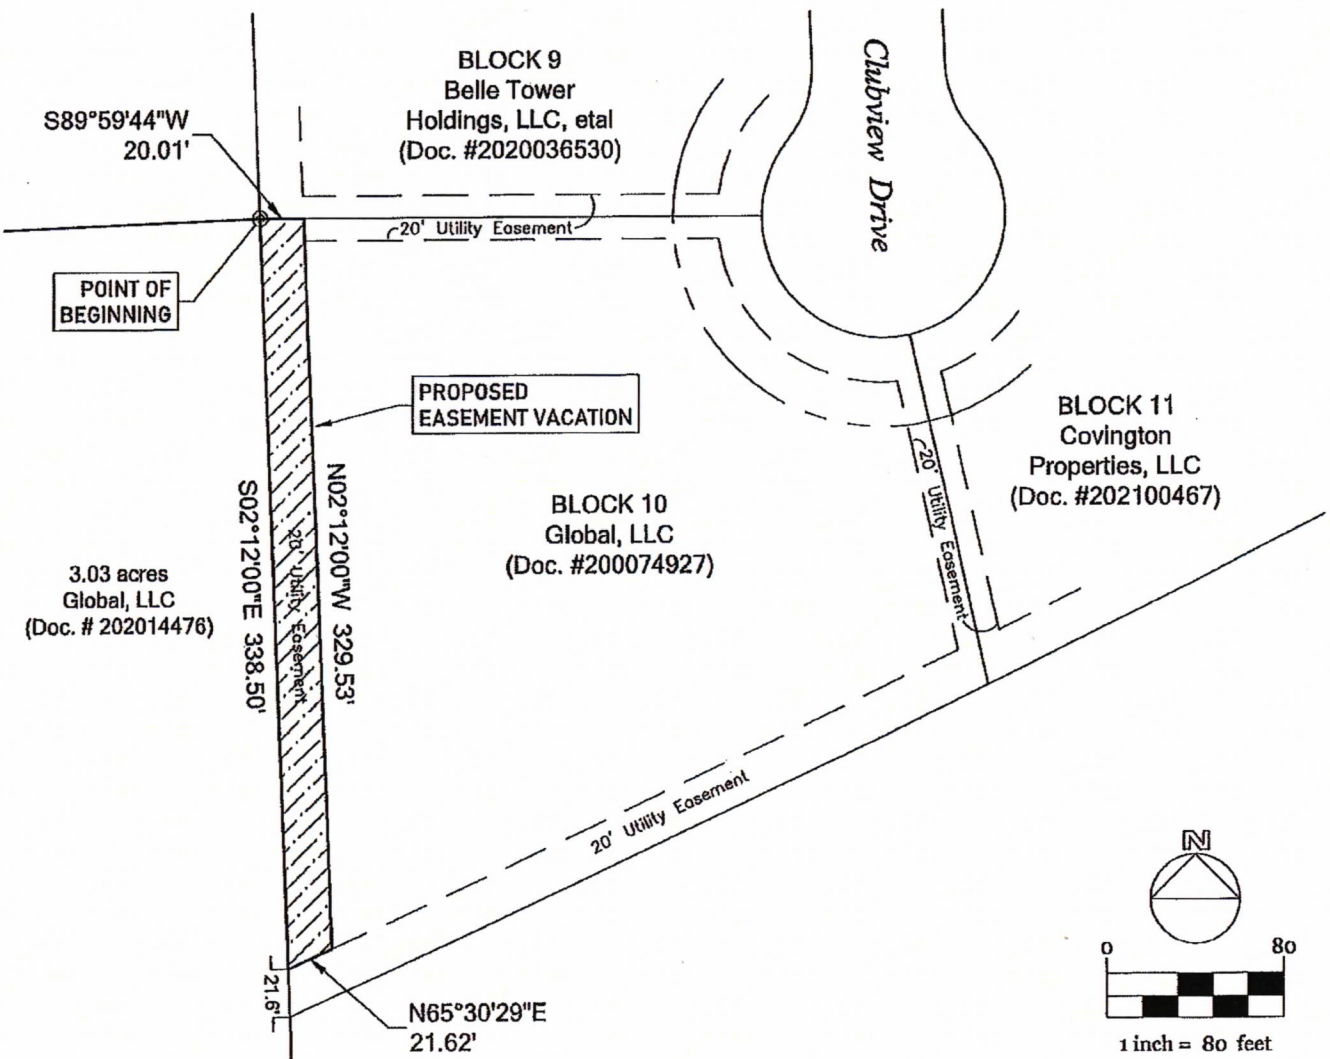 BLOCK 9
Belle Tower
Holdings, LLC, etal
(Doc. #2020036530)
Clubview Drive
S89°59'44"W
20.01'
20' Utility Easement
POINT OF
BEGINNING
PROPOSED
EASEMENT VACATION
BLOCK 11
Covington
Properties, LLC
(Doc. #202100467)
20' Utility Easement
BLOCK 10
Global, LLC
(Doc. #200074927)
N02°12'00"W 329.53'
20' Utility Easement
S02°12'00"E 338.50'
3.03 acres
Global, LLC
(Doc. # 202014476)
20' Utility Easement
21.6'
N65°30'29"E
21.62'
N
0 80
1 inch = 80 feet